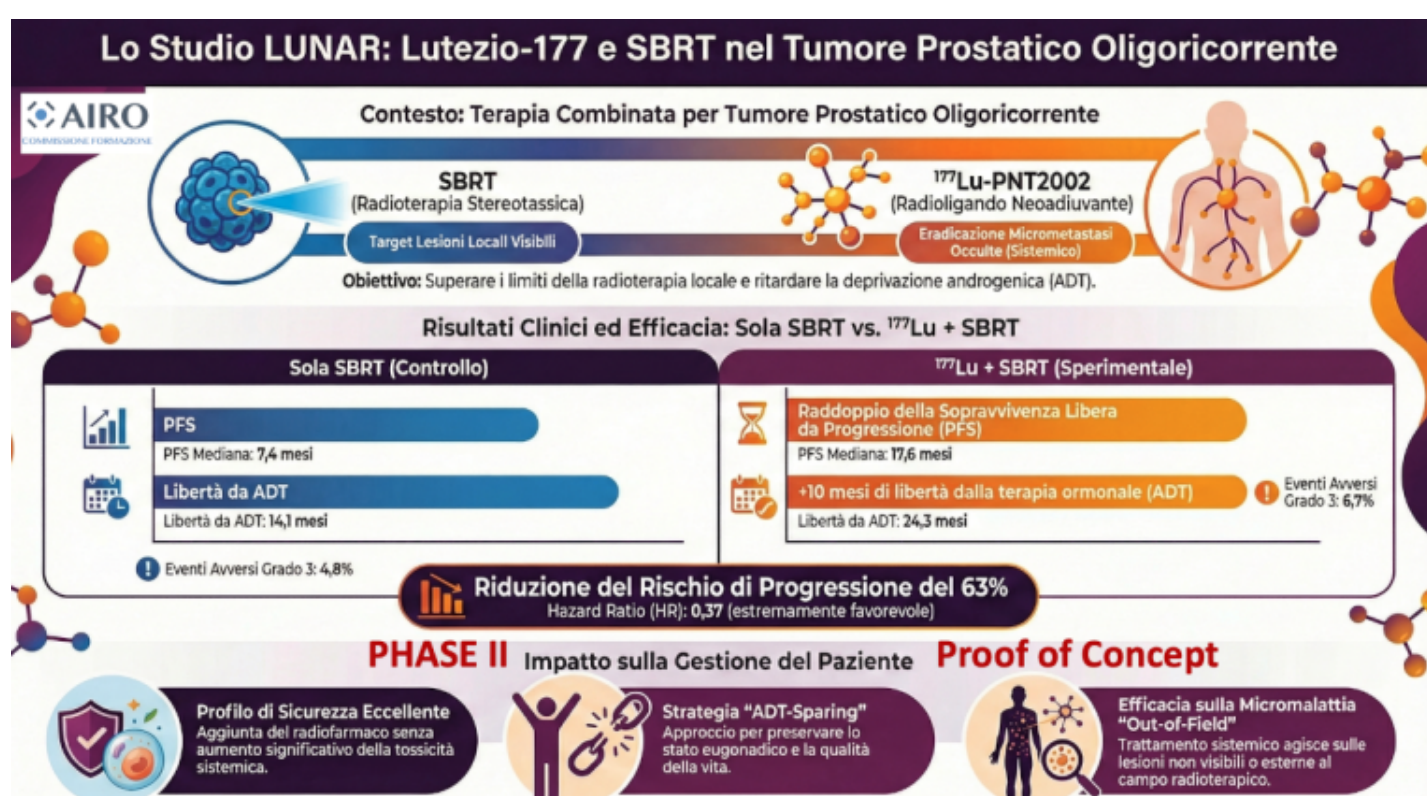 Lo Studio LUNAR: Lutezio-177 e SBRT nel Tumore Prostatico Oligoricorrente
AIRO
COMMISSIONE FORMAZIONE
Contesto: Terapia Combinata per Tumore Prostatico Oligoricorrente
SBRT
(Radioterapia Stereotassica)
Target Lesioni Locali Visibili
¹⁷⁷Lu-PNT2002
(Radioligando Neoadiuvante)
Eradicazione Micrometastasi
Occulte (Sistemico)
Obiettivo: Superare i limiti della radioterapia locale e ritardare la deprivazione androgenica (ADT).
Risultati Clinici ed Efficacia: Sola SBRT vs. ¹⁷⁷Lu + SBRT
Sola SBRT (Controllo)
PFS
PFS Mediana: 7,4 mesi
Libertà da ADT
Libertà da ADT: 14,1 mesi
Eventi Avversi Grado 3: 4,8%
¹⁷⁷Lu + SBRT (Sperimentale)
Raddoppio della Sopravvivenza Libera
da Progressione (PFS)
PFS Mediana: 17,6 mesi
+10 mesi di libertà dalla terapia ormonale (ADT)
Libertà da ADT: 24,3 mesi
Eventi Avversi
Grado 3: 6,7%
Riduzione del Rischio di Progressione del 63%
Hazard Ratio (HR): 0,37 (estremamente favorevole)
PHASE II
Impatto sulla Gestione del Paziente
Proof of Concept
Profilo di Sicurezza Eccellente
Aggiunta del radiofarmaco senza
aumento significativo della tossicità
sistemica.
Strategia "ADT-Sparing"
Approccio per preservare lo
stato eugonadico e la qualità
della vita.
Efficacia sulla Micromalattia
"Out-of-Field"
Trattamento sistemico agisce sulle
lesioni non visibili o esterne al
campo radioterapico.